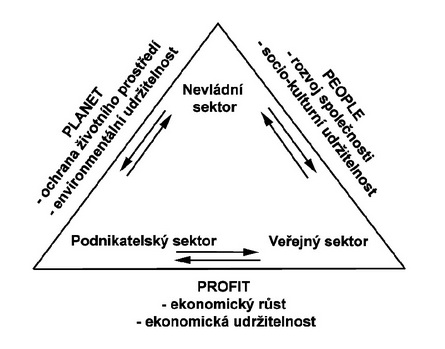 PLANET
- ochrana životního prostředí
- environmentální udržitelnost
PEOPLE
- rozvoj společnosti
- socio-kulturní udržitelnost
Nevládní
sektor
Podnikatelský sektor
Veřejný sektor
PROFIT
- ekonomický růst
- ekonomická udržitelnost